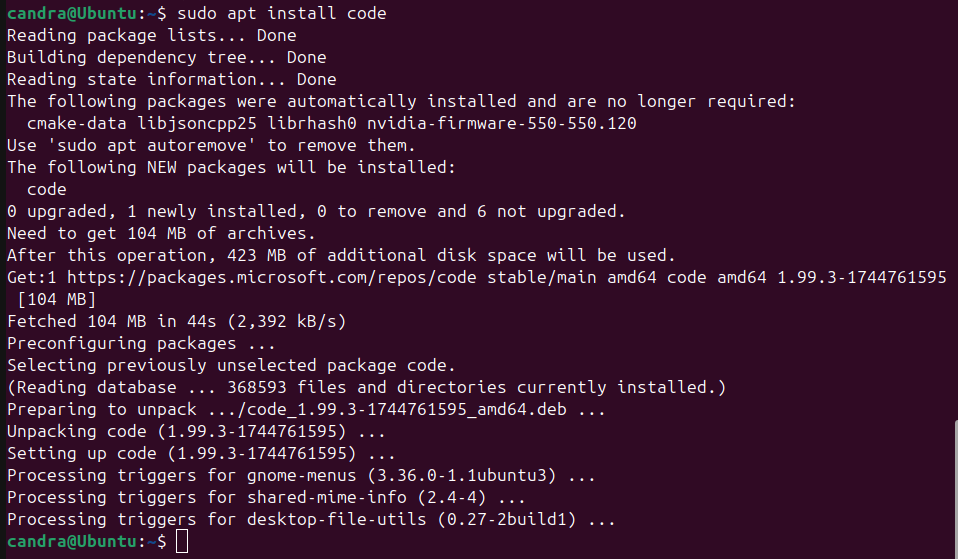 candra@Ubuntu:~$ sudo apt install code
Reading package lists... Done
Building dependency tree... Done
Reading state information... Done
The following packages were automatically installed and are no longer required:
  cmake-data libjsoncpp25 librhash0 nvidia-firmware-550-550.120
Use 'sudo apt autoremove' to remove them.
The following NEW packages will be installed:
  code
0 upgraded, 1 newly installed, 0 to remove and 6 not upgraded.
Need to get 104 MB of archives.
After this operation, 423 MB of additional disk space will be used.
Get:1 https://packages.microsoft.com/repos/code stable/main amd64 code amd64 1.99.3-1744761595
 [104 MB]
Fetched 104 MB in 44s (2,392 kB/s)
Preconfiguring packages ...
Selecting previously unselected package code.
(Reading database ... 368593 files and directories currently installed.)
Preparing to unpack .../code_1.99.3-1744761595_amd64.deb ...
Unpacking code (1.99.3-1744761595) ...
Setting up code (1.99.3-1744761595) ...
Processing triggers for gnome-menus (3.36.0-1.1ubuntu3) ...
Processing triggers for shared-mime-info (2.4-4) ...
Processing triggers for desktop-file-utils (0.27-2build1) ...
candra@Ubuntu:~$